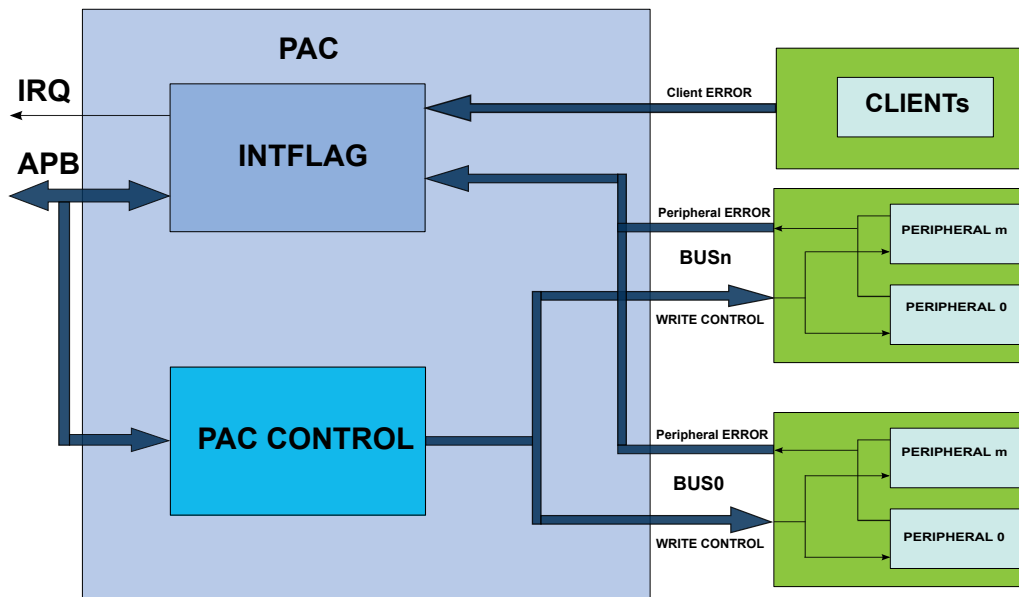 PAC
IRQ
INTFLAG
APB
PAC CONTROL
Client ERROR
CLIENTs
Peripheral ERROR
BUSn
WRITE CONTROL
PERIPHERAL m
PERIPHERAL 0
Peripheral ERROR
BUS0
WRITE CONTROL
PERIPHERAL m
PERIPHERAL 0